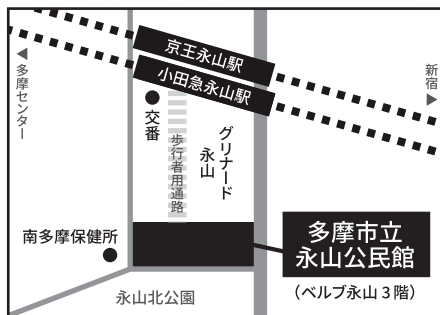 京王永山駅
小田急永山駅
◀多摩センター
新宿▶
交番
歩行者用通路
グリナード
永山
南多摩保健所
多摩市立
永山公民館
(ベルブ永山3階)
永山北公園